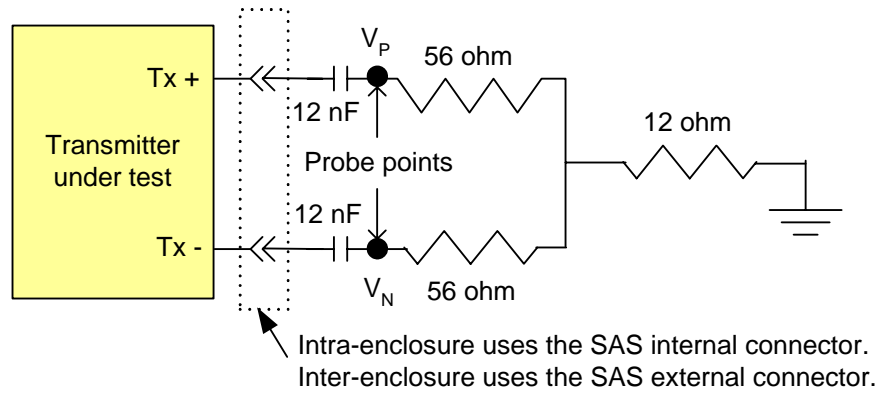 Transmitter
under test
Tx +
Tx -
12 nF
12 nF
V_P
V_N
Probe points
56 ohm
56 ohm
12 ohm
Intra-enclosure uses the SAS internal connector.
Inter-enclosure uses the SAS external connector.